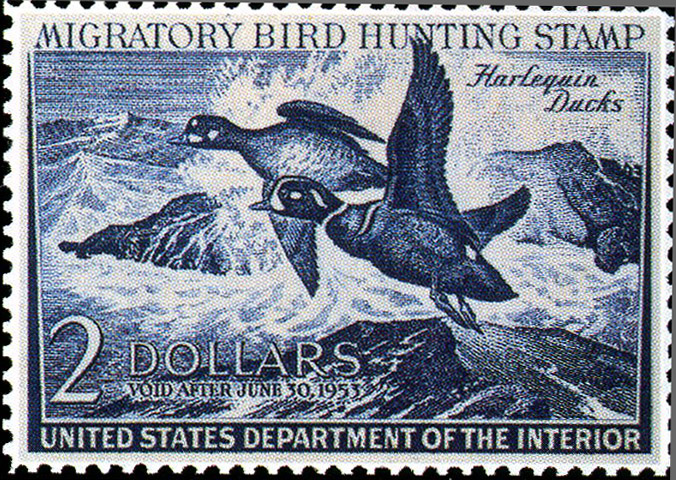 MIGRATORY BIRD HUNTING STAMP
Harlequin
Ducks
2 DOLLARS
VOID AFTER JUNE 30, 1953
UNITED STATES DEPARTMENT OF THE INTERIOR